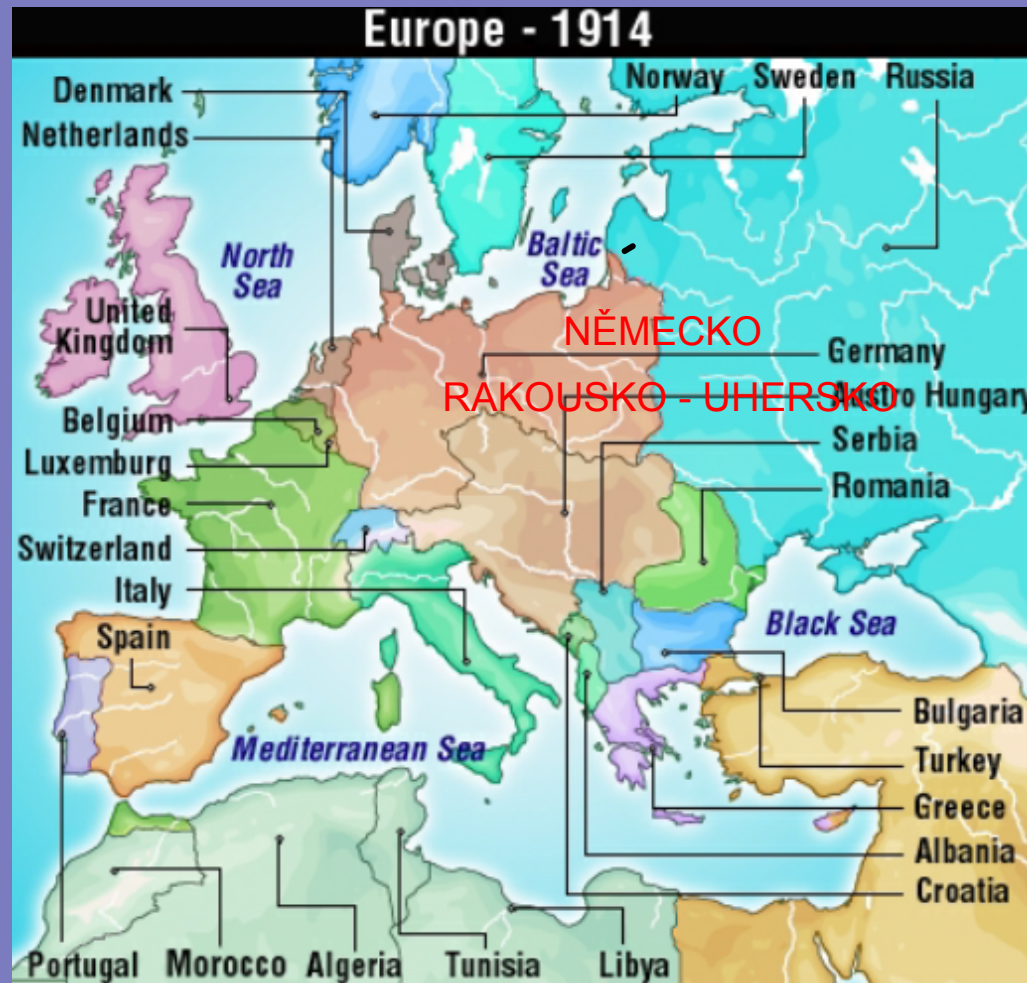 Europe - 1914
Denmark
Norway
Sweden
Russia
Netherlands
North
Sea
Baltic
Sea
United
Kingdom
NĚMECKO
Germany
RAKOUSKO - UHERSKO
Austro Hungary
Belgium
Serbia
Luxemburg
Romania
France
Switzerland
Italy
Black Sea
Spain
Bulgaria
Mediterranean Sea
Turkey
Greece
Albania
Croatia
Portugal
Morocco
Algeria
Tunisia
Libya